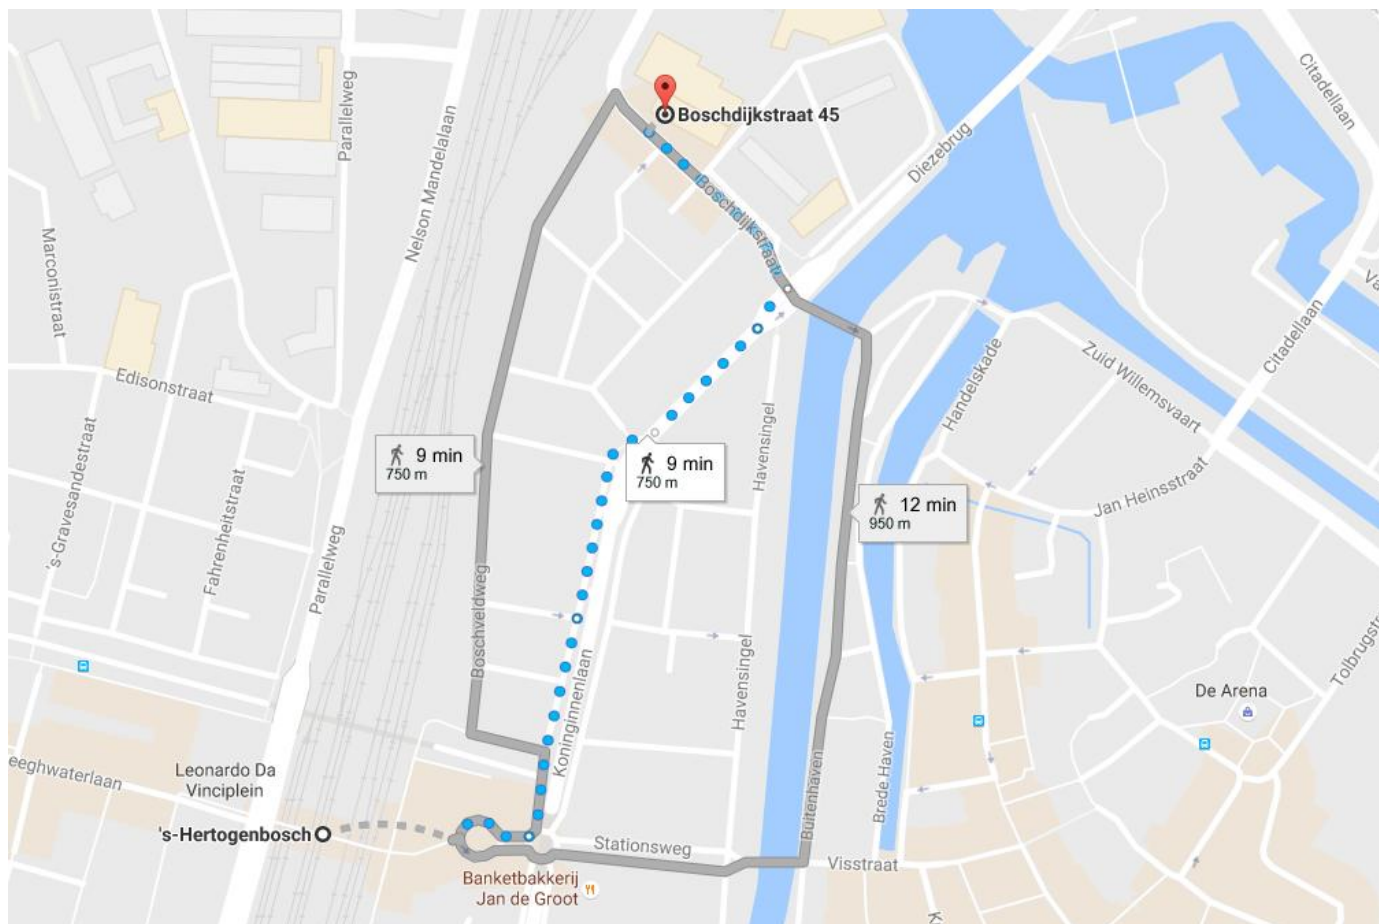 Boschdijkstraat 45
Citadellaan
Parallelweg
Nelson Mandelaan
Diezebrug
Boschdijkstraat
Marconistraat
Citadellaan
Zuid Willemsvaart
Handelskade
Edisonstraat
's-Gravesandestraat
Fahrenheitstraat
Havensingel
9 min
750 m
9 min
750 m
12 min
950 m
Jan Heinsstraat
Parallelweg
Boschveldweg
Koninginnenlaan
Havensingel
Tolbrugst
De Arena
eeghwaterlaan
Leonardo Da
Vinciplein
Buitenhaven
Brede Haven
's-Hertogenbosch
Stationsweg
Visstraat
Banketbakkerij
Jan de Groot